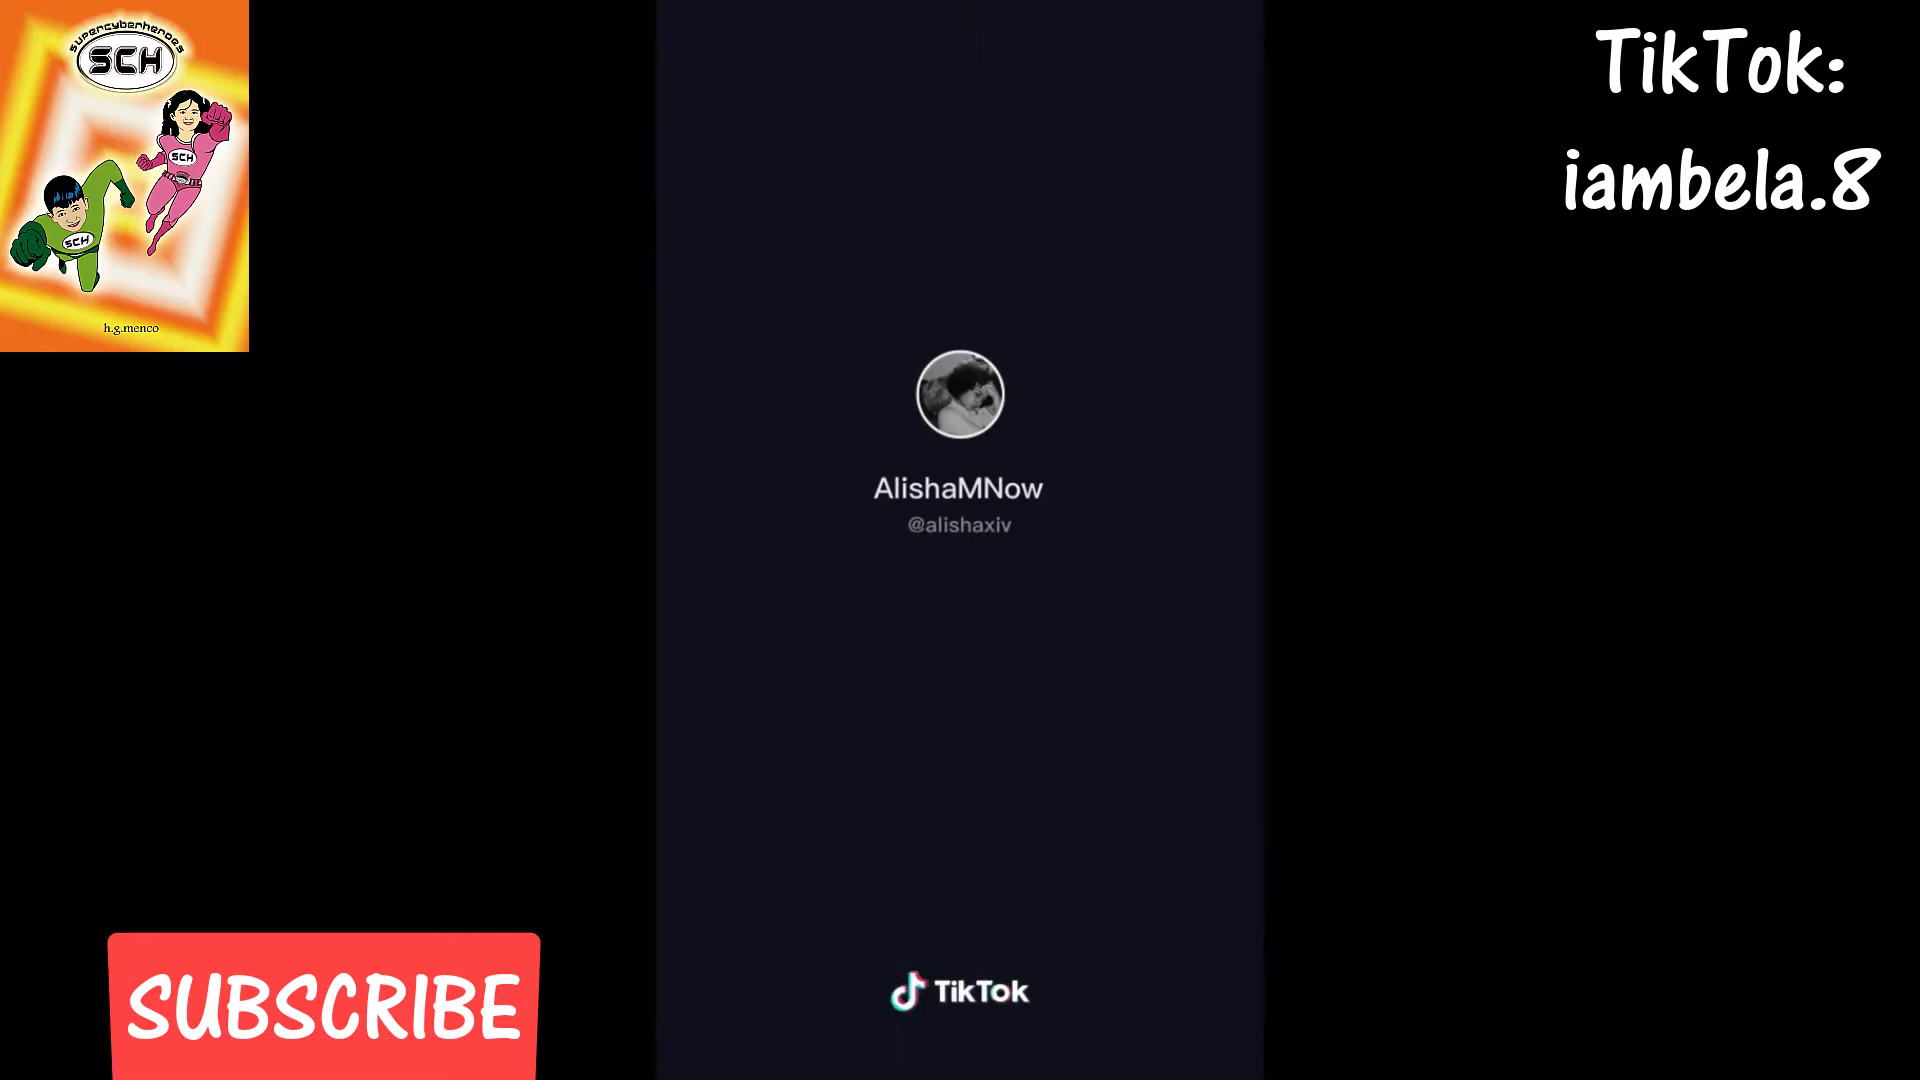 supercyberheroes
SCH
SCH
SCH
h.g.menco
TikTok:
iambela.8
AlishaMNow
@alishaxiv
TikTok
SUBSCRIBE